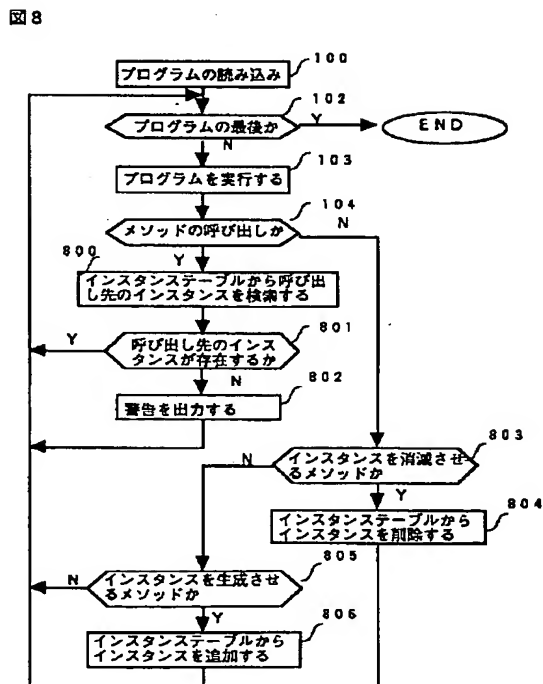 図8
100
プログラムの読み込み
102
プログラムの最後か
Y
END
N
103
プログラムを実行する
104
メソッドの呼び出しか
N
Y
800
インスタンステーブルから呼び出
し先のインスタンスを検索する
801
Y
呼び出し先のインス
タンスが存在するか
N
802
警告を出力する
803
N
インスタンスを消滅させ
るメソッドか
Y
804
インスタンステーブルから
インスタンスを削除する
805
N
インスタンスを生成させ
るメソッドか
Y
806
インスタンステーブルから
インスタンスを追加する